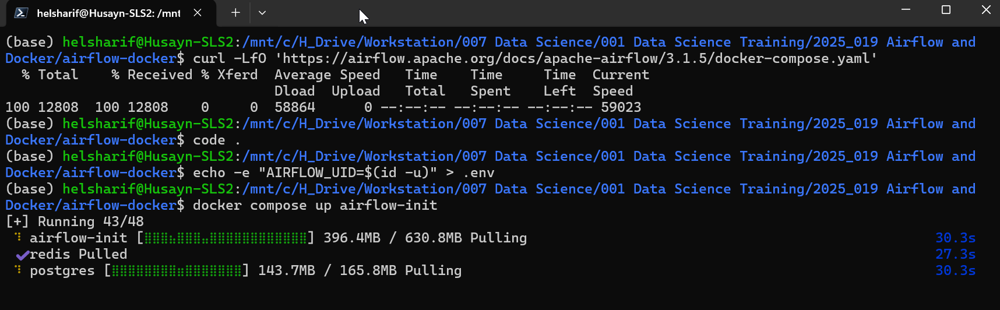 helsharif@Husayn-SLS2: /mnt
(base) helsharif@Husayn-SLS2:/mnt/c/H_Drive/Workstation/007 Data Science/001 Data Science Training/2025_019 Airflow and
Docker/airflow-docker$ curl -LfO 'https://airflow.apache.org/docs/apache-airflow/3.1.5/docker-compose.yaml'
  % Total    % Received % Xferd  Average Speed   Time    Time     Time  Current
                                 Dload  Upload   Total   Spent    Left  Speed
100 12808  100 12808    0     0  58864      0 --:--:-- --:--:-- --:--:-- 59023
(base) helsharif@Husayn-SLS2:/mnt/c/H_Drive/Workstation/007 Data Science/001 Data Science Training/2025_019 Airflow and
Docker/airflow-docker$ code .
(base) helsharif@Husayn-SLS2:/mnt/c/H_Drive/Workstation/007 Data Science/001 Data Science Training/2025_019 Airflow and
Docker/airflow-docker$ echo -e "AIRFLOW_UID=$(id -u)" > .env
(base) helsharif@Husayn-SLS2:/mnt/c/H_Drive/Workstation/007 Data Science/001 Data Science Training/2025_019 Airflow and
Docker/airflow-docker$ docker compose up airflow-init
[+] Running 43/48
airflow-init [⣿⣿⣿⣦⣿⣿⣿⣤⣿⣿⣿⣿⣿⣿⣿⣿⣿⣿⣿⣿] 396.4MB / 630.8MB Pulling 30.3s
✔redis Pulled 27.3s
postgres [⣿⣿⣿⣿⣿⣿⣿⣿⣶⣿⣿⣿⣿⣿⣿⣿] 143.7MB / 165.8MB Pulling 30.3s